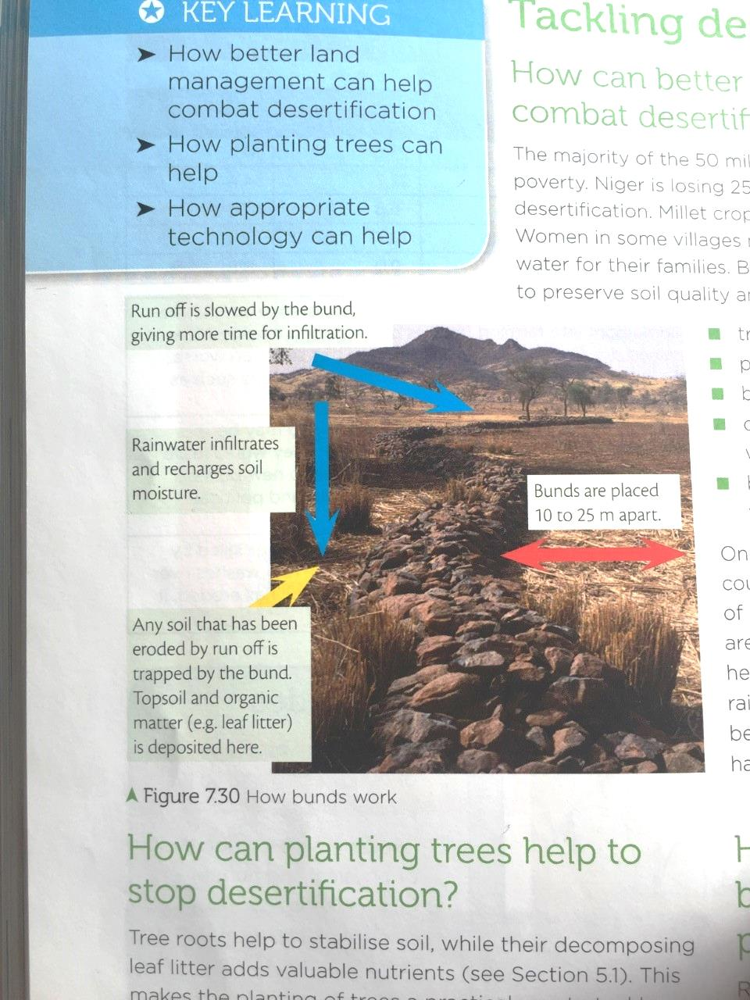 KEY LEARNING
➤ How better land
management can help
combat desertification
➤ How planting trees can
help
➤ How appropriate
technology can help
Run off is slowed by the bund,
giving more time for infiltration.
Rainwater infiltrates
and recharges soil
moisture.
Bunds are placed
10 to 25 m apart.
Any soil that has been
eroded by run off is
trapped by the bund.
Topsoil and organic
matter (e.g. leaf litter)
is deposited here.
Figure 7.30 How bunds work
How can planting trees help to
stop desertification?
Tree roots help to stabilise soil, while their decomposing
leaf litter adds valuable nutrients (see Section 5.1). This
makes the planting of trees a
Tackling de
How can better
combat desertif
The majority of the 50 mil
poverty. Niger is losing 25
desertification. Millet crop
Women in some villages
water for their families. B
to preserve soil quality a
tr
p
b
On
cou
of
are
he
rai
be
ha